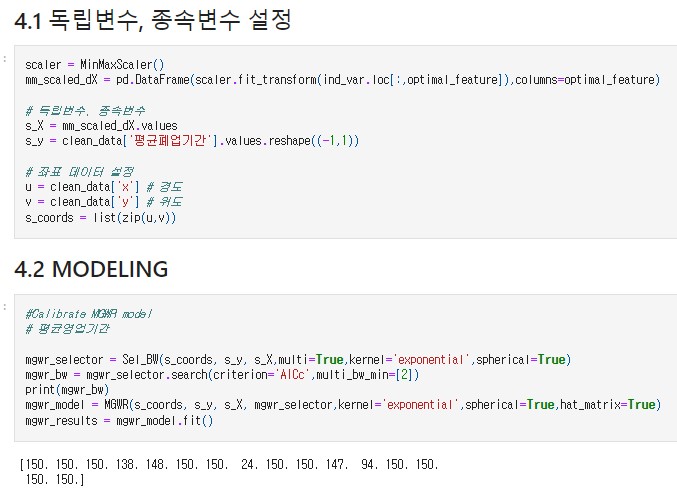 4.1 독립변수, 종속변수 설정
scaler = MinMaxScaler()
mm_scaled_dX = pd.DataFrame(scaler.fit_transform(ind_var.loc[:,optimal_feature]),columns=optimal_feature)
# 독립변수, 종속변수
s_X = mm_scaled_dX.values
s_y = clean_data['평균폐업기간'].values.reshape((-1,1))
# 좌표 데이터 설정
u = clean_data['x'] # 경도
v = clean_data['y'] # 위도
s_coords = list(zip(u,v))
4.2 MODELING
#Calibrate MGWR model
# 평균영업기간
mgwr_selector = Sel_BW(s_coords, s_y, s_X,multi=True,kernel='exponential',spherical=True)
mgwr_bw = mgwr_selector.search(criterion='AICc',multi_bw_min=[2])
print(mgwr_bw)
mgwr_model = MGWR(s_coords, s_y, s_X, mgwr_selector,kernel='exponential',spherical=True,hat_matrix=True)
mgwr_results = mgwr_model.fit()
[150. 150. 150. 138. 148. 150. 150.  24. 150. 150. 147.  94. 150. 150.
 150. 150.]